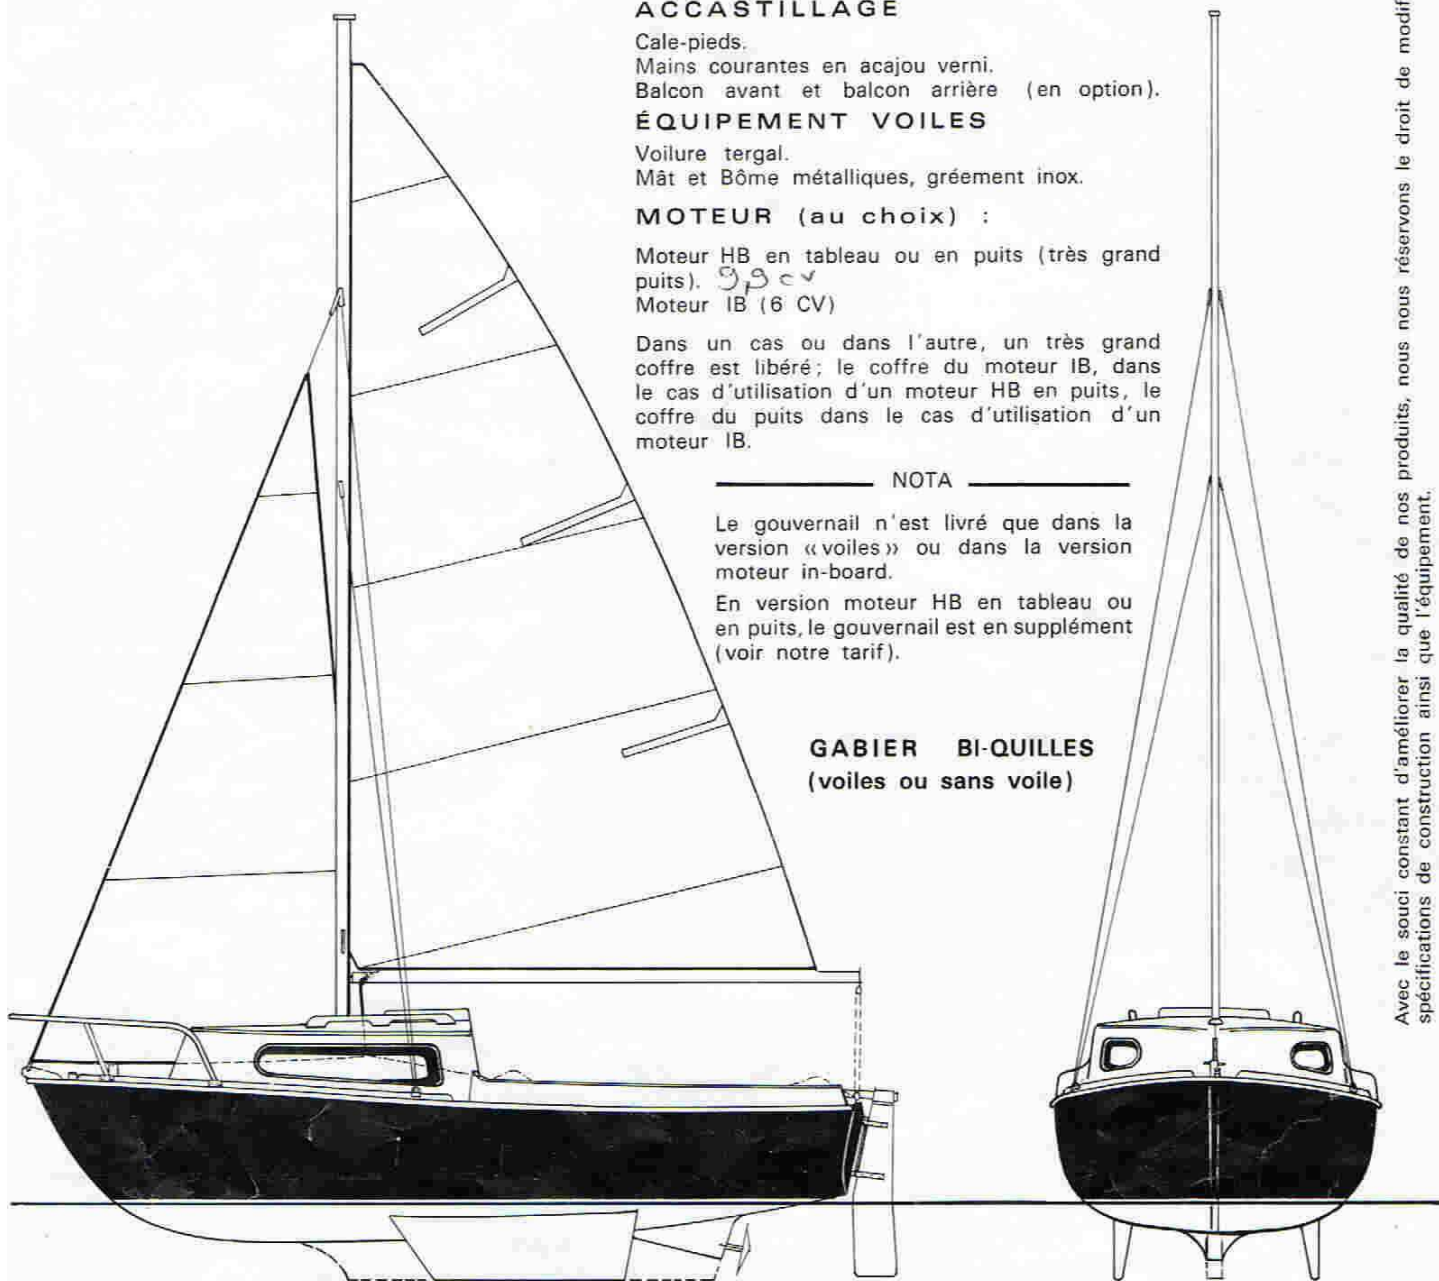 ACCASTILLAGE
Cale-pieds.
Mains courantes en acajou verni.
Balcon avant et balcon arrière (en option).
ÉQUIPEMENT VOILES
Voilure tergal.
Mât et Bôme métalliques, gréement inox.
MOTEUR (au choix) :
Moteur HB en tableau ou en puits (très grand
puits). 9,9 cv
Moteur IB (6 CV)
Dans un cas ou dans l'autre, un très grand
coffre est libéré; le coffre du moteur IB, dans
le cas d'utilisation d'un moteur HB en puits, le
coffre du puits dans le cas d'utilisation d'un
moteur IB.
NOTA
Le gouvernail n'est livré que dans la
version «voiles» ou dans la version
moteur in-board.
En version moteur HB en tableau ou
en puits, le gouvernail est en supplément
(voir notre tarif).
GABIER BI-QUILLES
(voiles ou sans voile)
Avec le souci constant d'améliorer la qualité de nos produits, nous nous réservons le droit de modif
spécifications de construction ainsi que l'équipement.